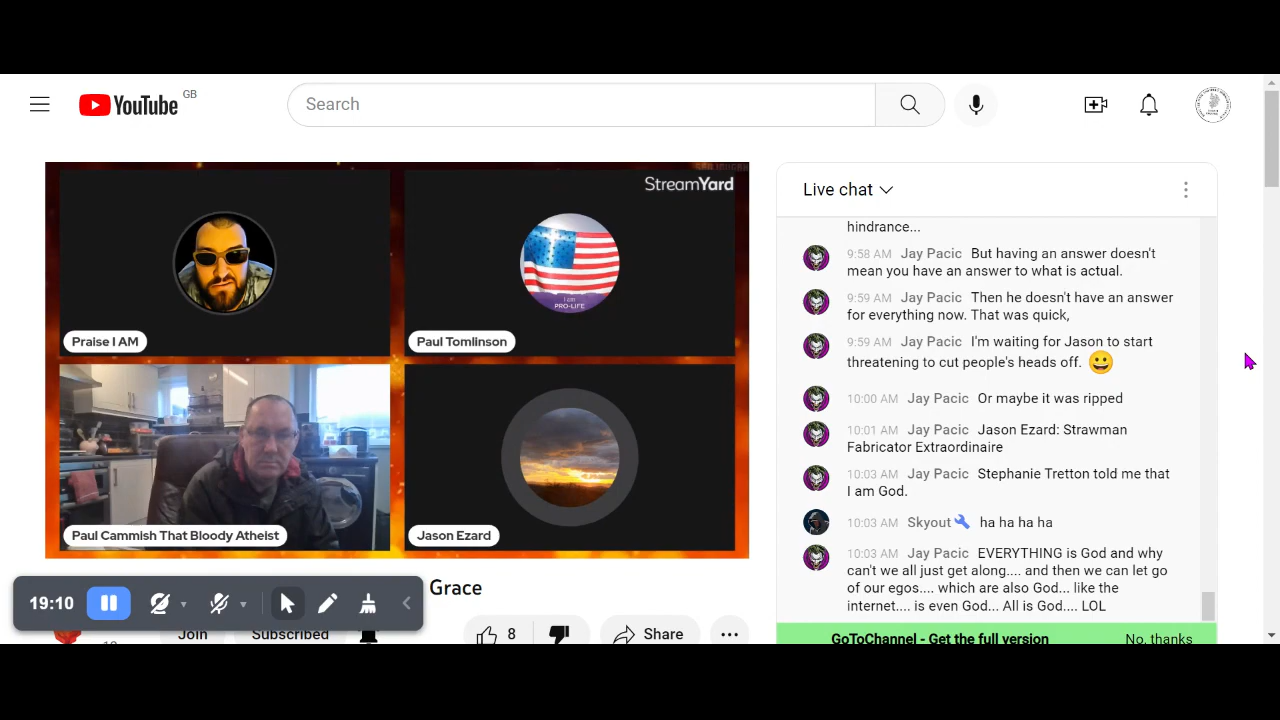 YouTube GB
Search
StreamYard
I am
PRO-LIFE
Praise I AM
Paul Tomlinson
Paul Cammish That Bloody Atheist
Jason Ezard
Grace
19:10
Join
Subscribed
8
Share
Live chat
hindrance...
9:58 AM Jay Pacic But having an answer doesn't
mean you have an answer to what is actual.
9:59 AM Jay Pacic Then he doesn't have an answer
for everything now. That was quick,
9:59 AM Jay Pacic I'm waiting for Jason to start
threatening to cut people's heads off. 😀
10:00 AM Jay Pacic Or maybe it was ripped
10:01 AM Jay Pacic Jason Ezard: Strawman
Fabricator Extraordinaire
10:03 AM Jay Pacic Stephanie Tretton told me that
I am God.
10:03 AM Skyout ha ha ha ha
10:03 AM Jay Pacic EVERYTHING is God and why
can't we all just get along.... and then we can let go
of our egos.... which are also God... like the
internet.... is even God... All is God.... LOL
GoToChannel - Get the full version
No, thanks